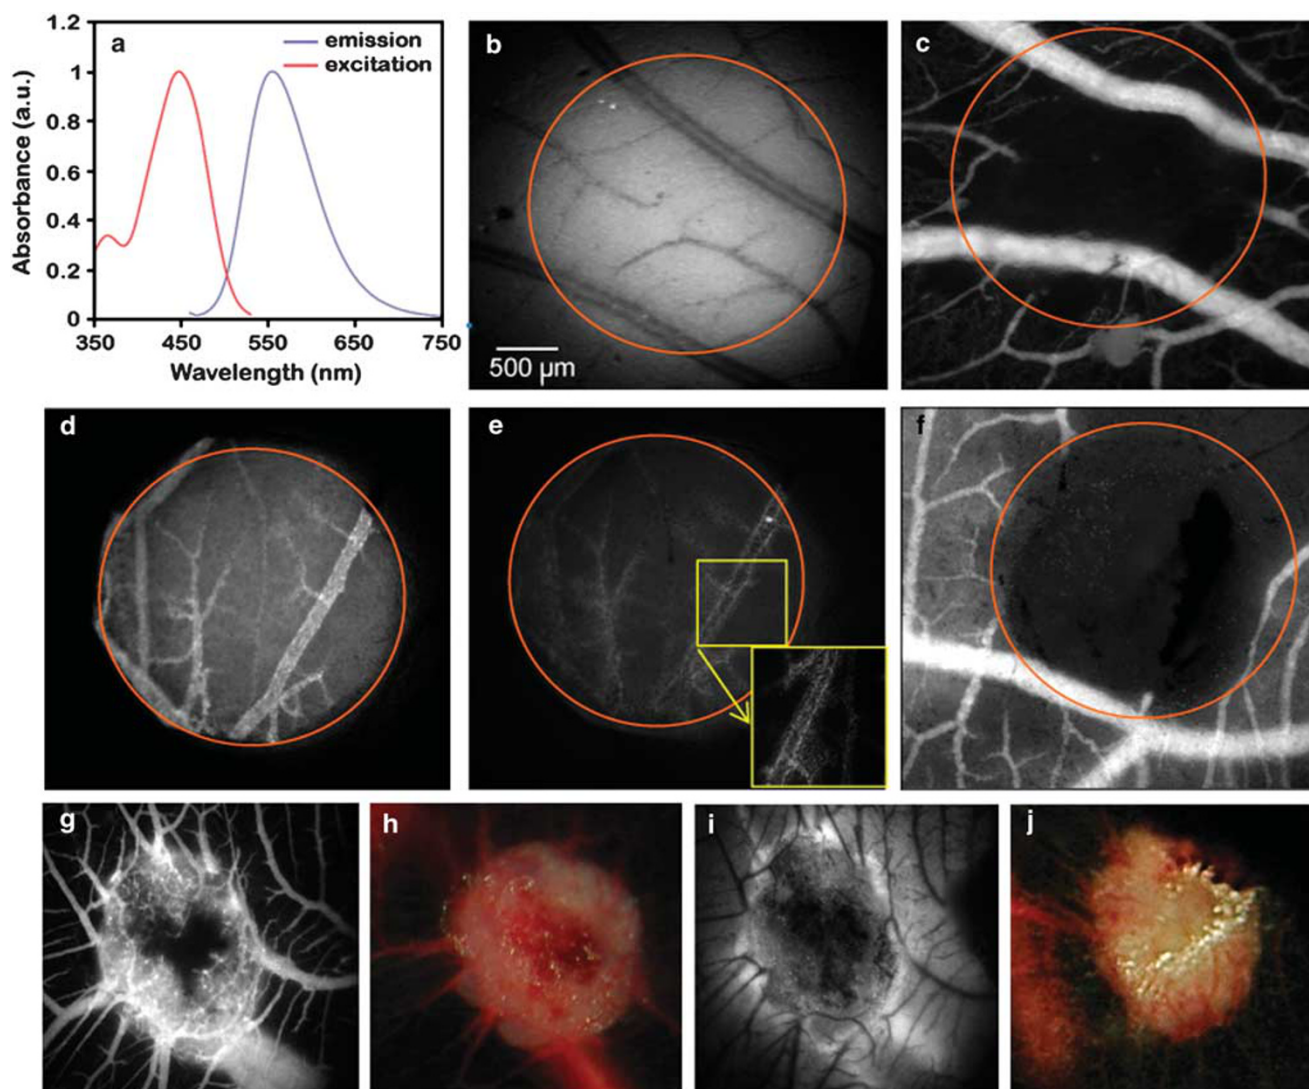 a
emission
excitation
Absorbance (a.u.)
1.2
1
0.8
0.6
0.4
0.2
0
350
450
550
650
750
Wavelength (nm)
b
500 µm
c
d
e
f
g
h
i
j